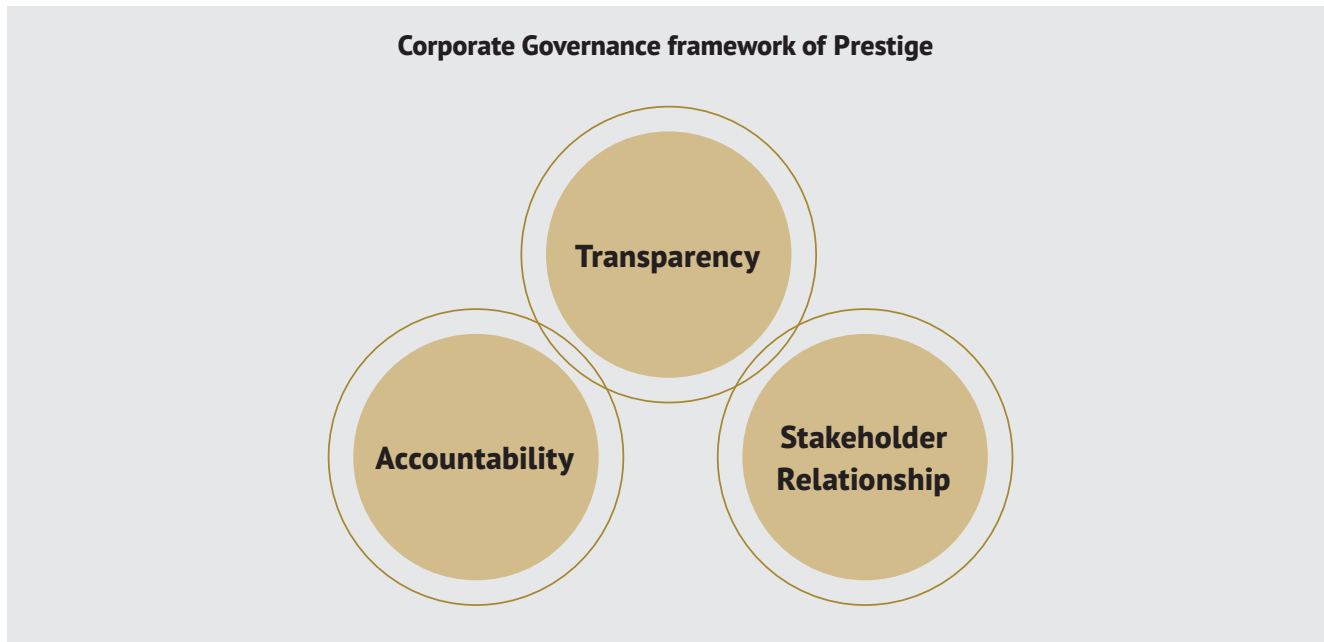 Corporate Governance framework of Prestige
Transparency
Accountability
Stakeholder
Relationship